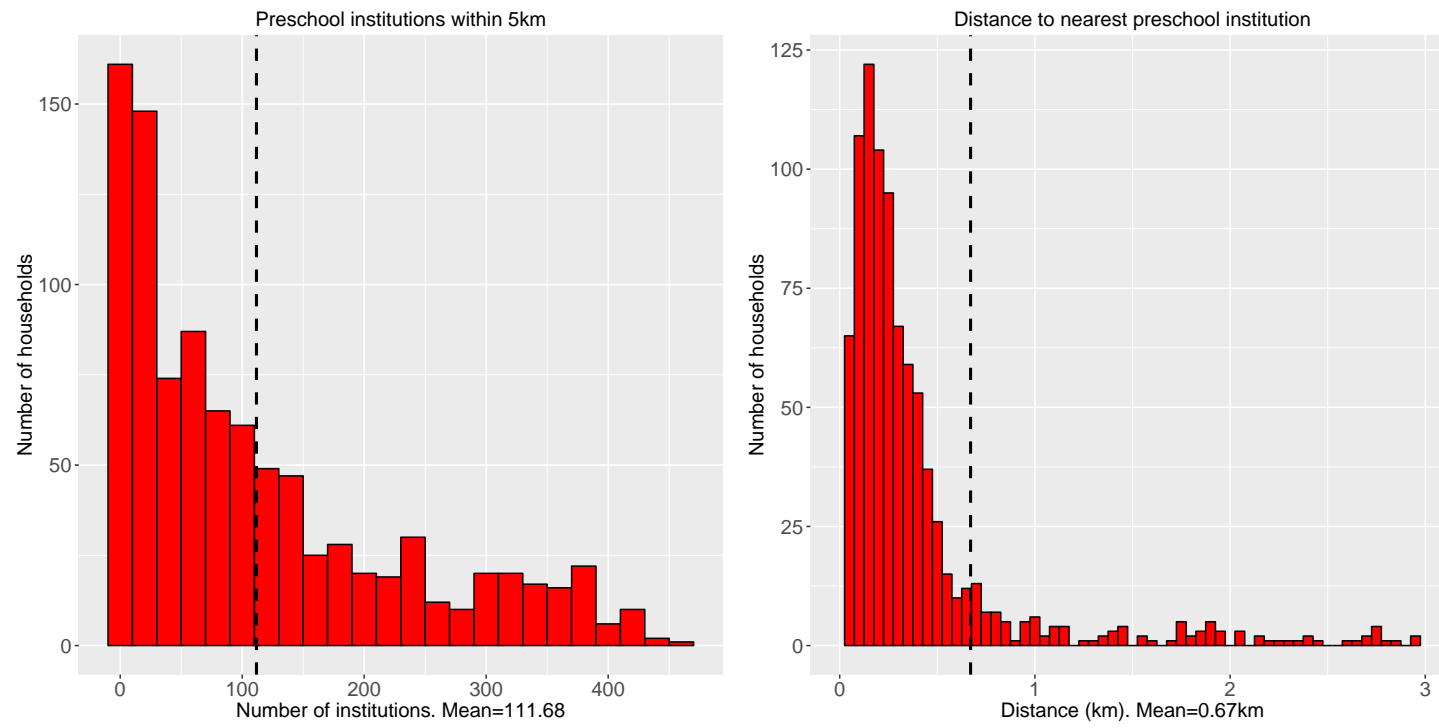 Preschool institutions within 5km
Number of households
150
100
50
0
0 100 200 300 400
Number of institutions. Mean=111.68
Distance to nearest preschool institution
Number of households
125
100
75
50
25
0
0 1 2 3
Distance (km). Mean=0.67km